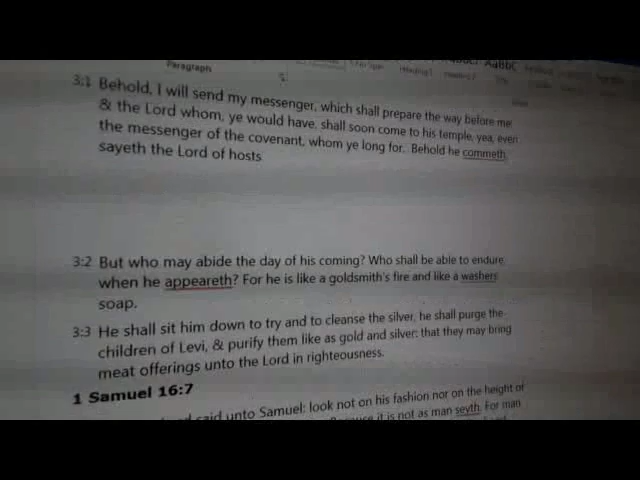 Paragraph
3:1 Behold, I will send my messenger, which shall prepare the way before me
& the Lord whom, ye would have, shall soon come to his temple, yea, even
the messenger of the covenant, whom ye long for. Behold he commeth,
sayeth the Lord of hosts
3:2 But who may abide the day of his coming? Who shall be able to endure
when he appeareth? For he is like a goldsmith's fire and like a washers
soap.
3:3 He shall sit him down to try and to cleanse the silver, he shall purge the
children of Levi, & purify them like as gold and silver: that they may bring
meat offerings unto the Lord in righteousness.
1 Samuel 16:7
said unto Samuel: look not on his fashion nor on the height of
it is not as man seyth. For man